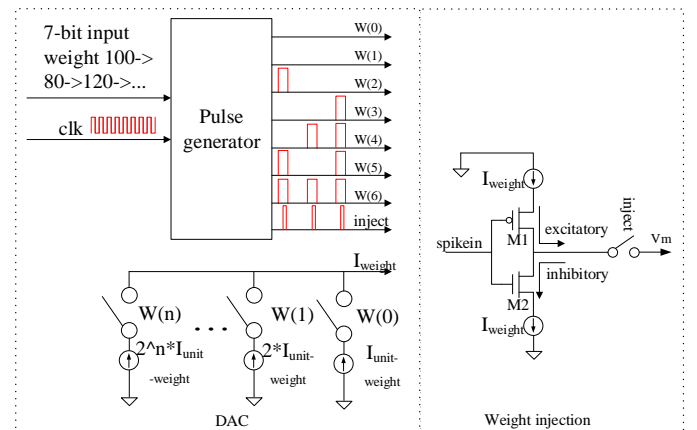 7-bit input
weight 100->
80->120->...
clk
Pulse
generator
W(0)
W(1)
W(2)
W(3)
W(4)
W(5)
W(6)
inject
I_weight
W(n)
W(1)
W(0)
...
2^n*I_unit
-weight
2*I_unit-
weight
I_unit-
weight
DAC
I_weight
M1
excitatory
inject
Vm
spikein
inhibitory
M2
I_weight
Weight injection